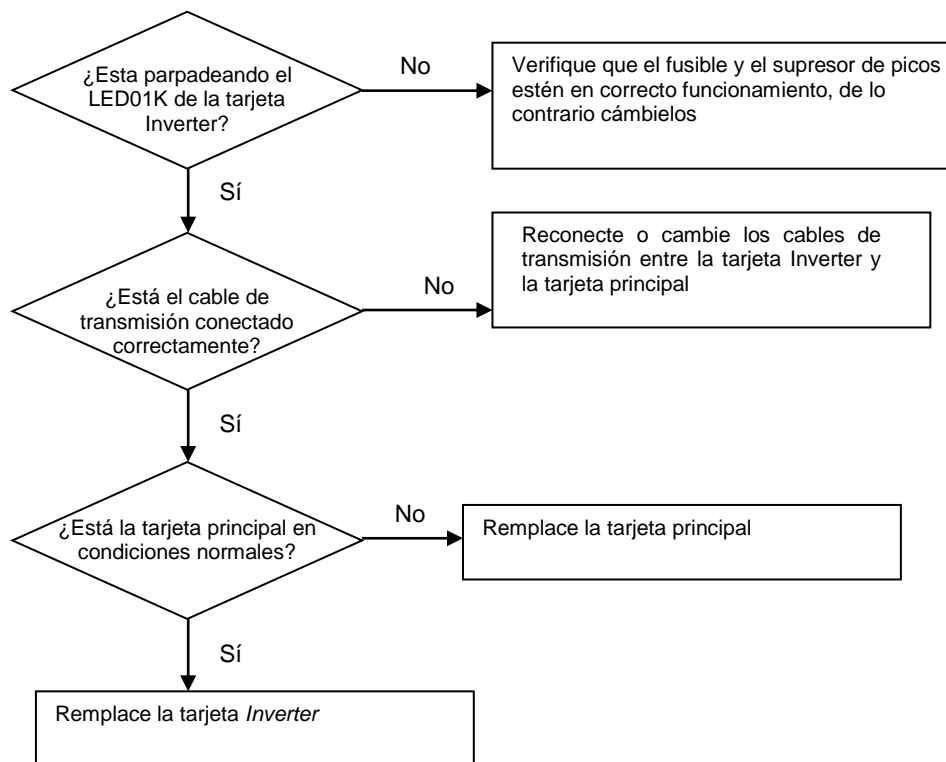 ¿Esta parpadeando el
LED01K de la tarjeta
Inverter?
No
Verifique que el fusible y el supresor de picos
estén en correcto funcionamiento, de lo
contrario cámbielos
Sí
¿Está el cable de
transmisión conectado
correctamente?
No
Reconecte o cambie los cables de
transmisión entre la tarjeta Inverter y
la tarjeta principal
Sí
¿Está la tarjeta principal en
condiciones normales?
No
Remplace la tarjeta principal
Sí
Remplace la tarjeta Inverter